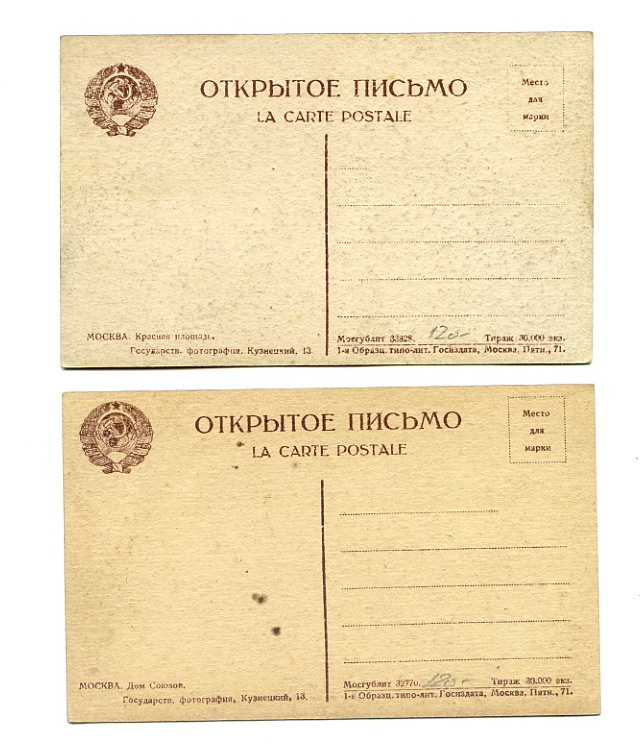 ОТКРЫТОЕ ПИСЬМО
LA CARTE POSTALE
Место
для
марки
МОСКВА. Красная площадь.
Государств. фотография, Кузнецкий, 13.
Мосгублит 33828. 120- Тираж 30.000 экз.
1-я Образц. типо-лит. Госиздата, Москва, Пятн., 71.
ОТКРЫТОЕ ПИСЬМО
LA CARTE POSTALE
Место
для
марки
МОСКВА. Дом Союзов.
Государств. фотография, Кузнецкий, 13.
Мосгублит 32770. 120- Тираж 30.000 экз.
1-я Образц. типо-лит. Госиздата, Москва, Пятн., 71.